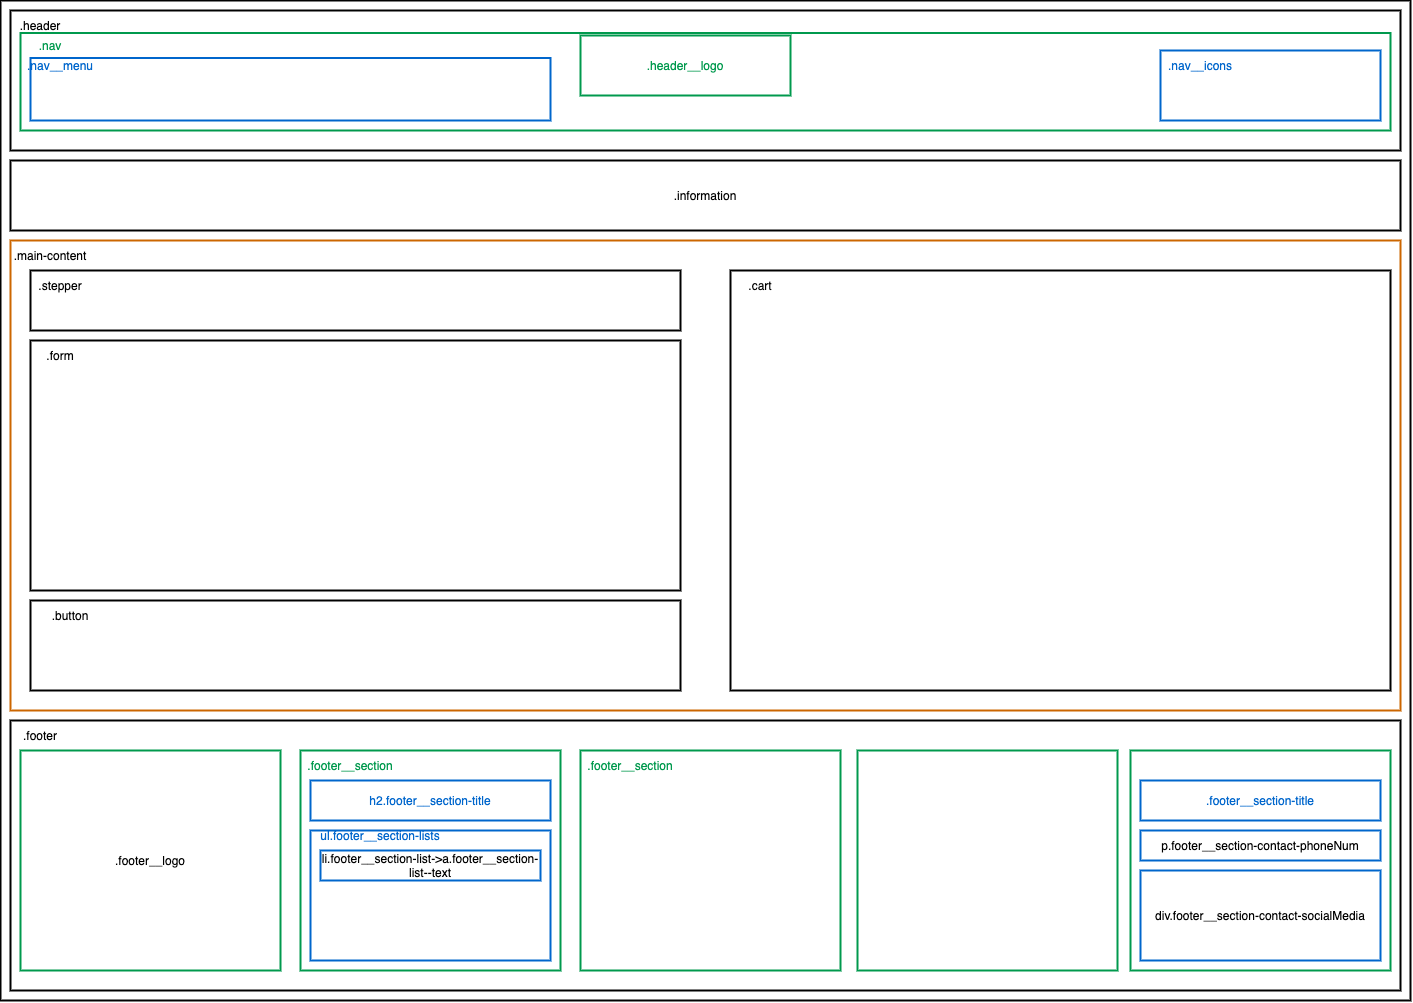 .header
.nav
.nav__menu
.header__logo
.nav__icons
.information
.main-content
.stepper
.cart
.form
.button
.footer
.footer__logo
.footer__section
h2.footer__section-title
ul.footer__section-lists
li.footer__section-list->a.footer__section-
list--text
.footer__section
.footer__section-title
p.footer__section-contact-phoneNum
div.footer__section-contact-socialMedia